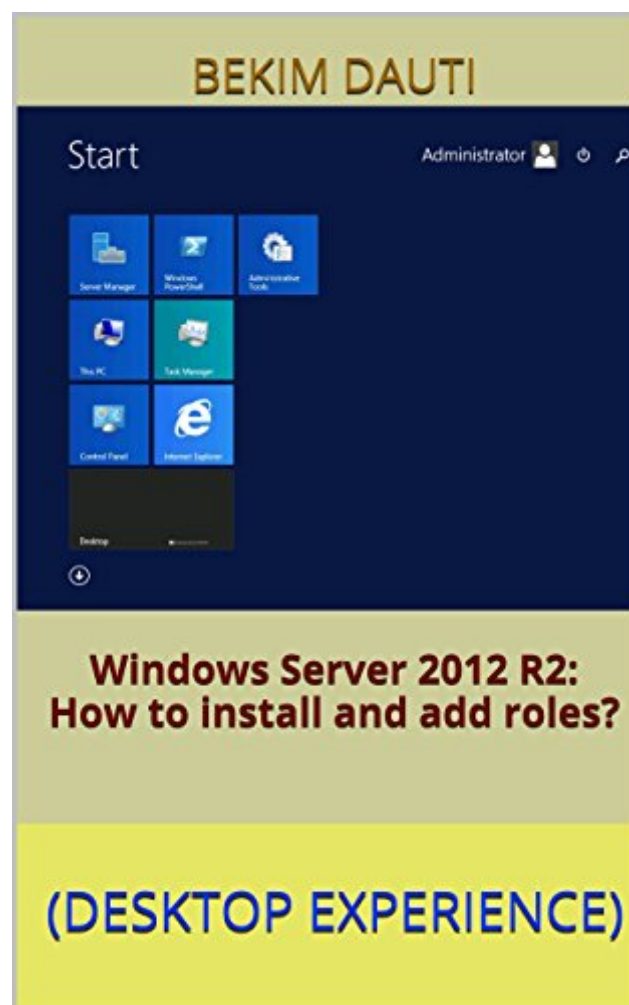 BEKIM DAUTI
Start
Administrator
Server Manager
Windows PowerShell
Administrative Tools
This PC
Task Manager
Control Panel
Internet Explorer
Desktop
Windows Server 2012 R2:
How to install and add roles?
(DESKTOP EXPERIENCE)